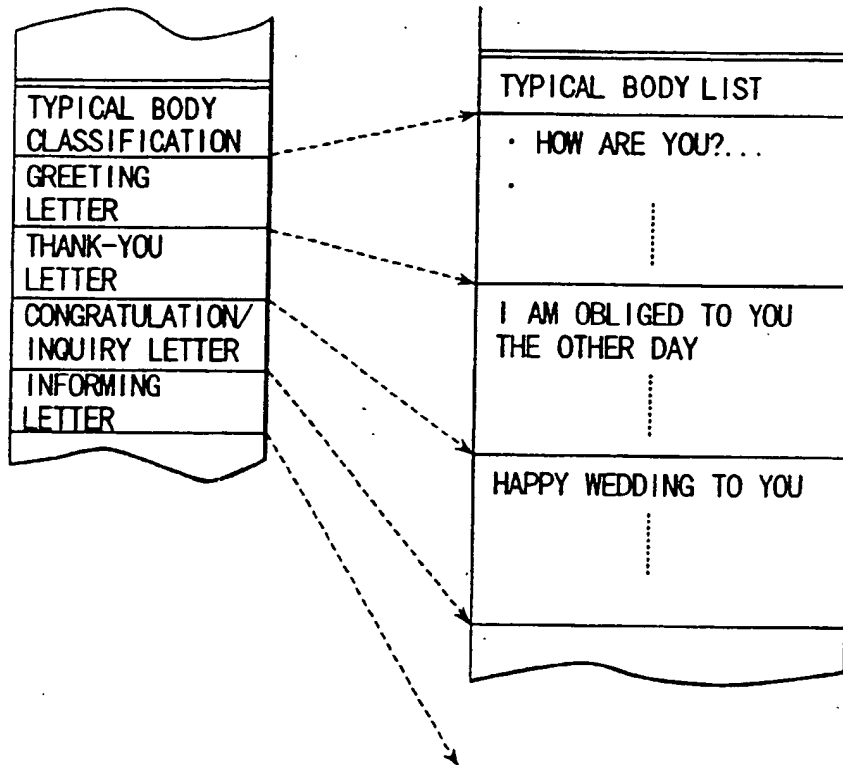 TYPICAL BODY
CLASSIFICATION
GREETING
LETTER
THANK-YOU
LETTER
CONGRATULATION/
INQUIRY LETTER
INFORMING
LETTER
TYPICAL BODY LIST
· HOW ARE YOU?...
·
I AM OBLIGED TO YOU
THE OTHER DAY
HAPPY WEDDING TO YOU